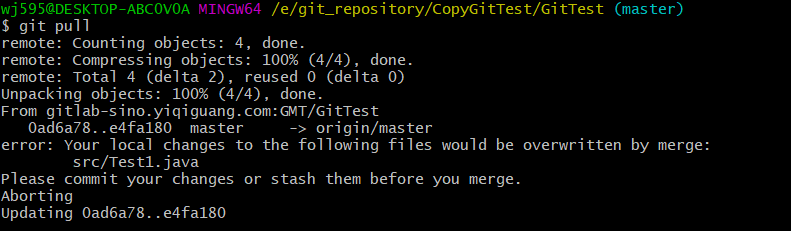 wj595@DESKTOP-ABC0V0A MINGW64 /e/git_repository/CopyGitTest/GitTest (master)
$ git pull
remote: Counting objects: 4, done.
remote: Compressing objects: 100% (4/4), done.
remote: Total 4 (delta 2), reused 0 (delta 0)
Unpacking objects: 100% (4/4), done.
From gitlab-sino.yiqiguang.com:GMT/GitTest
   0ad6a78..e4fa180  master     -> origin/master
error: Your local changes to the following files would be overwritten by merge:
        src/Test1.java
Please commit your changes or stash them before you merge.
Aborting
Updating 0ad6a78..e4fa180